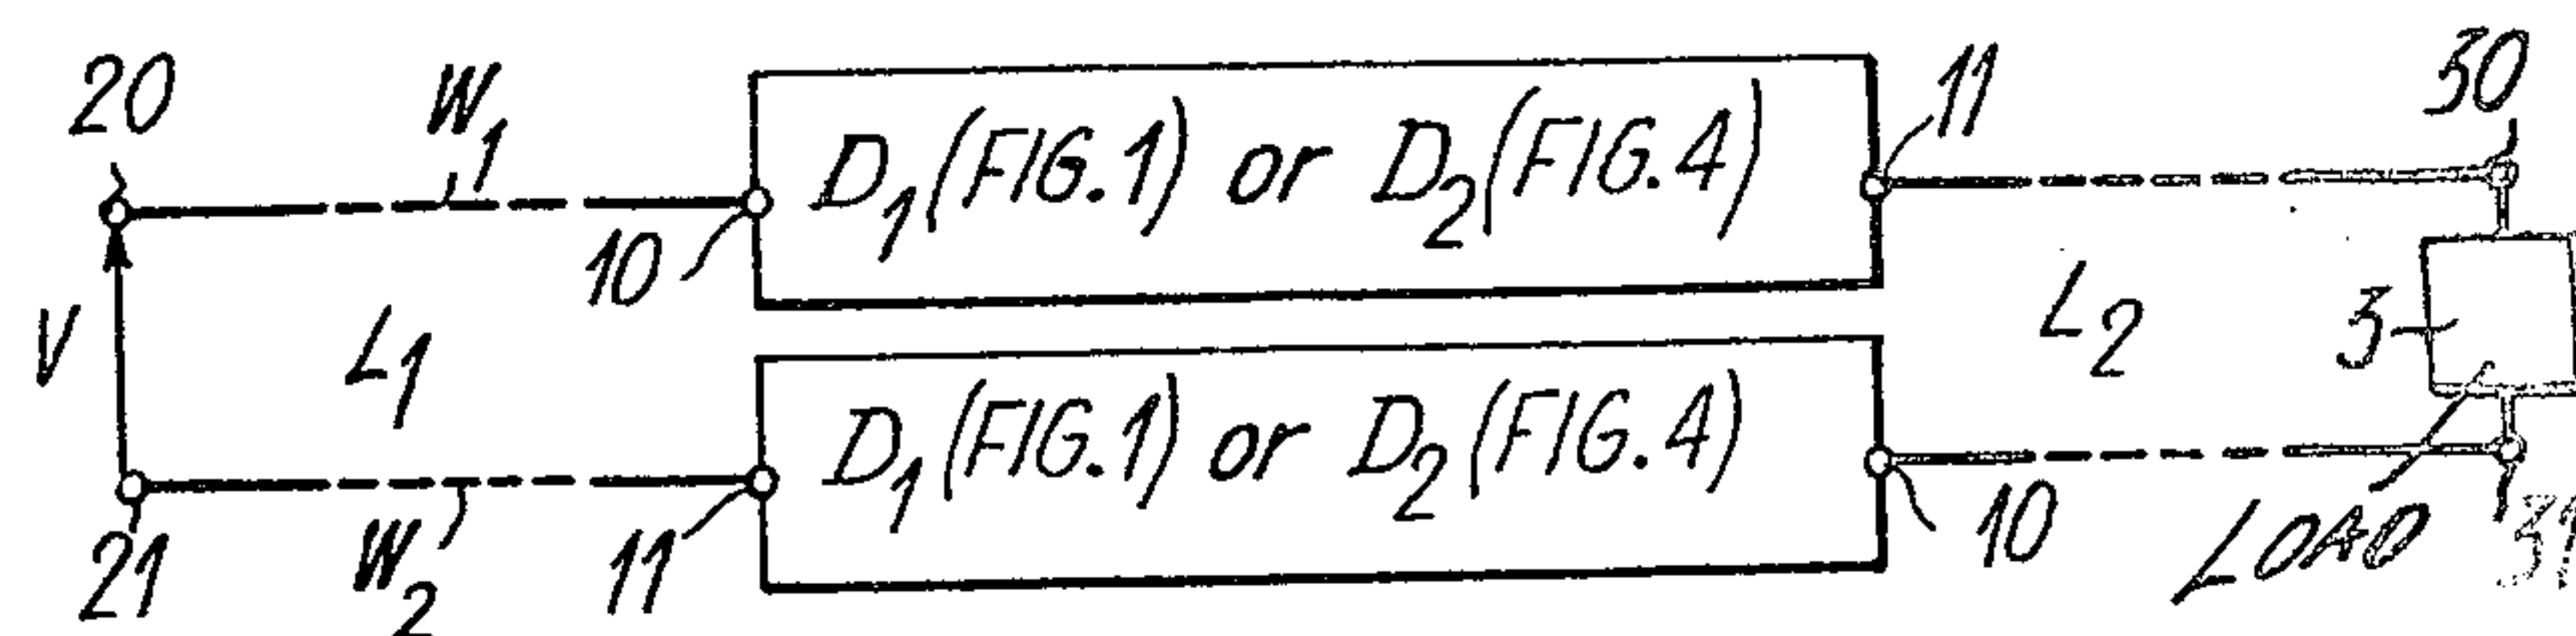 20
W1
D1 (FIG. 1) or D2 (FIG. 4)
11
30
10
V
L1
L2
3
D1 (FIG. 1) or D2 (FIG. 4)
21
W2
11
10
LOAD
31